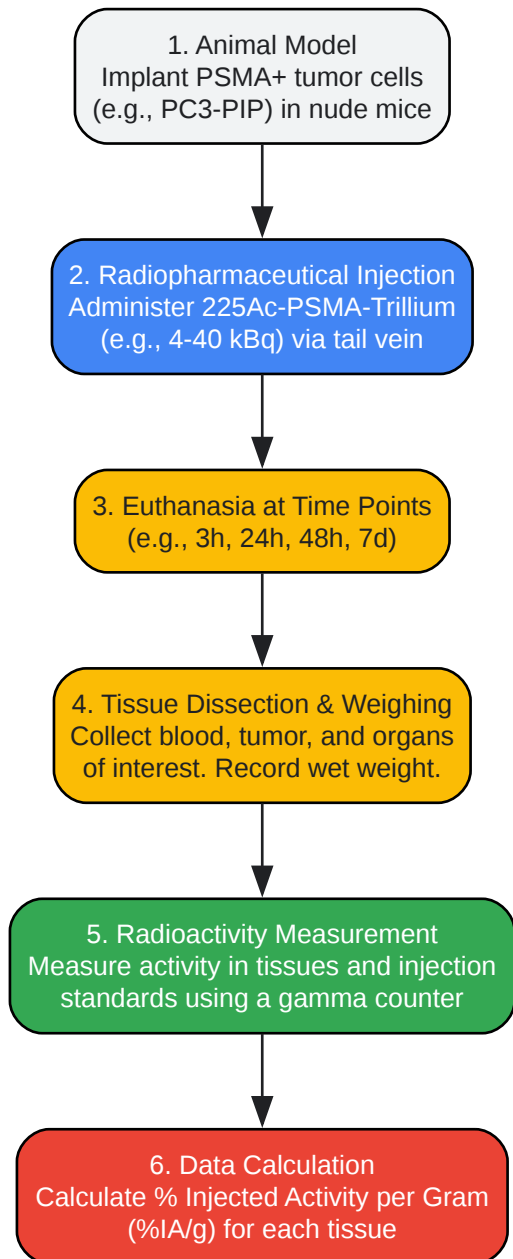 1. Animal Model
Implant PSMA+ tumor cells
(e.g., PC3-PIP) in nude mice
2. Radiopharmaceutical Injection
Administer 225Ac-PSMA-Trillium
(e.g., 4-40 kBq) via tail vein
3. Euthanasia at Time Points
(e.g., 3h, 24h, 48h, 7d)
4. Tissue Dissection & Weighing
Collect blood, tumor, and organs
of interest. Record wet weight.
5. Radioactivity Measurement
Measure activity in tissues and injection
standards using a gamma counter
6. Data Calculation
Calculate % Injected Activity per Gram
(%IA/g) for each tissue